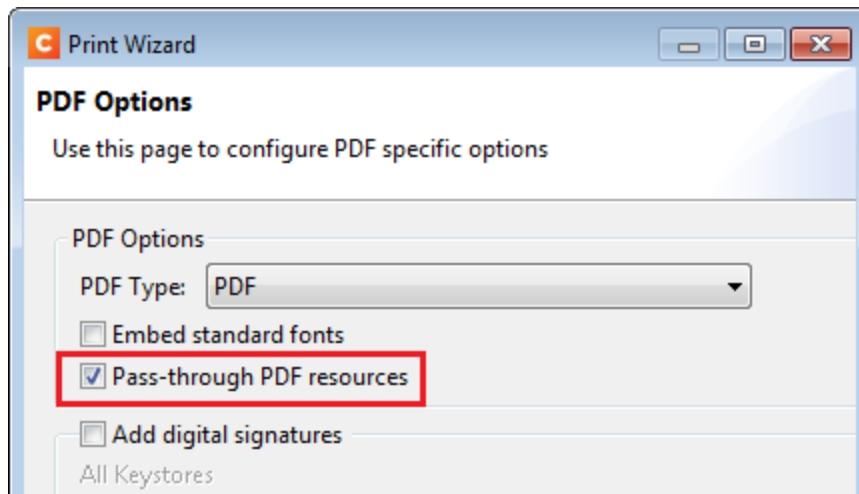 C Print Wizard
PDF Options
Use this page to configure PDF specific options
PDF Options
PDF Type: PDF
Embed standard fonts
Pass-through PDF resources
Add digital signatures
All Keystores